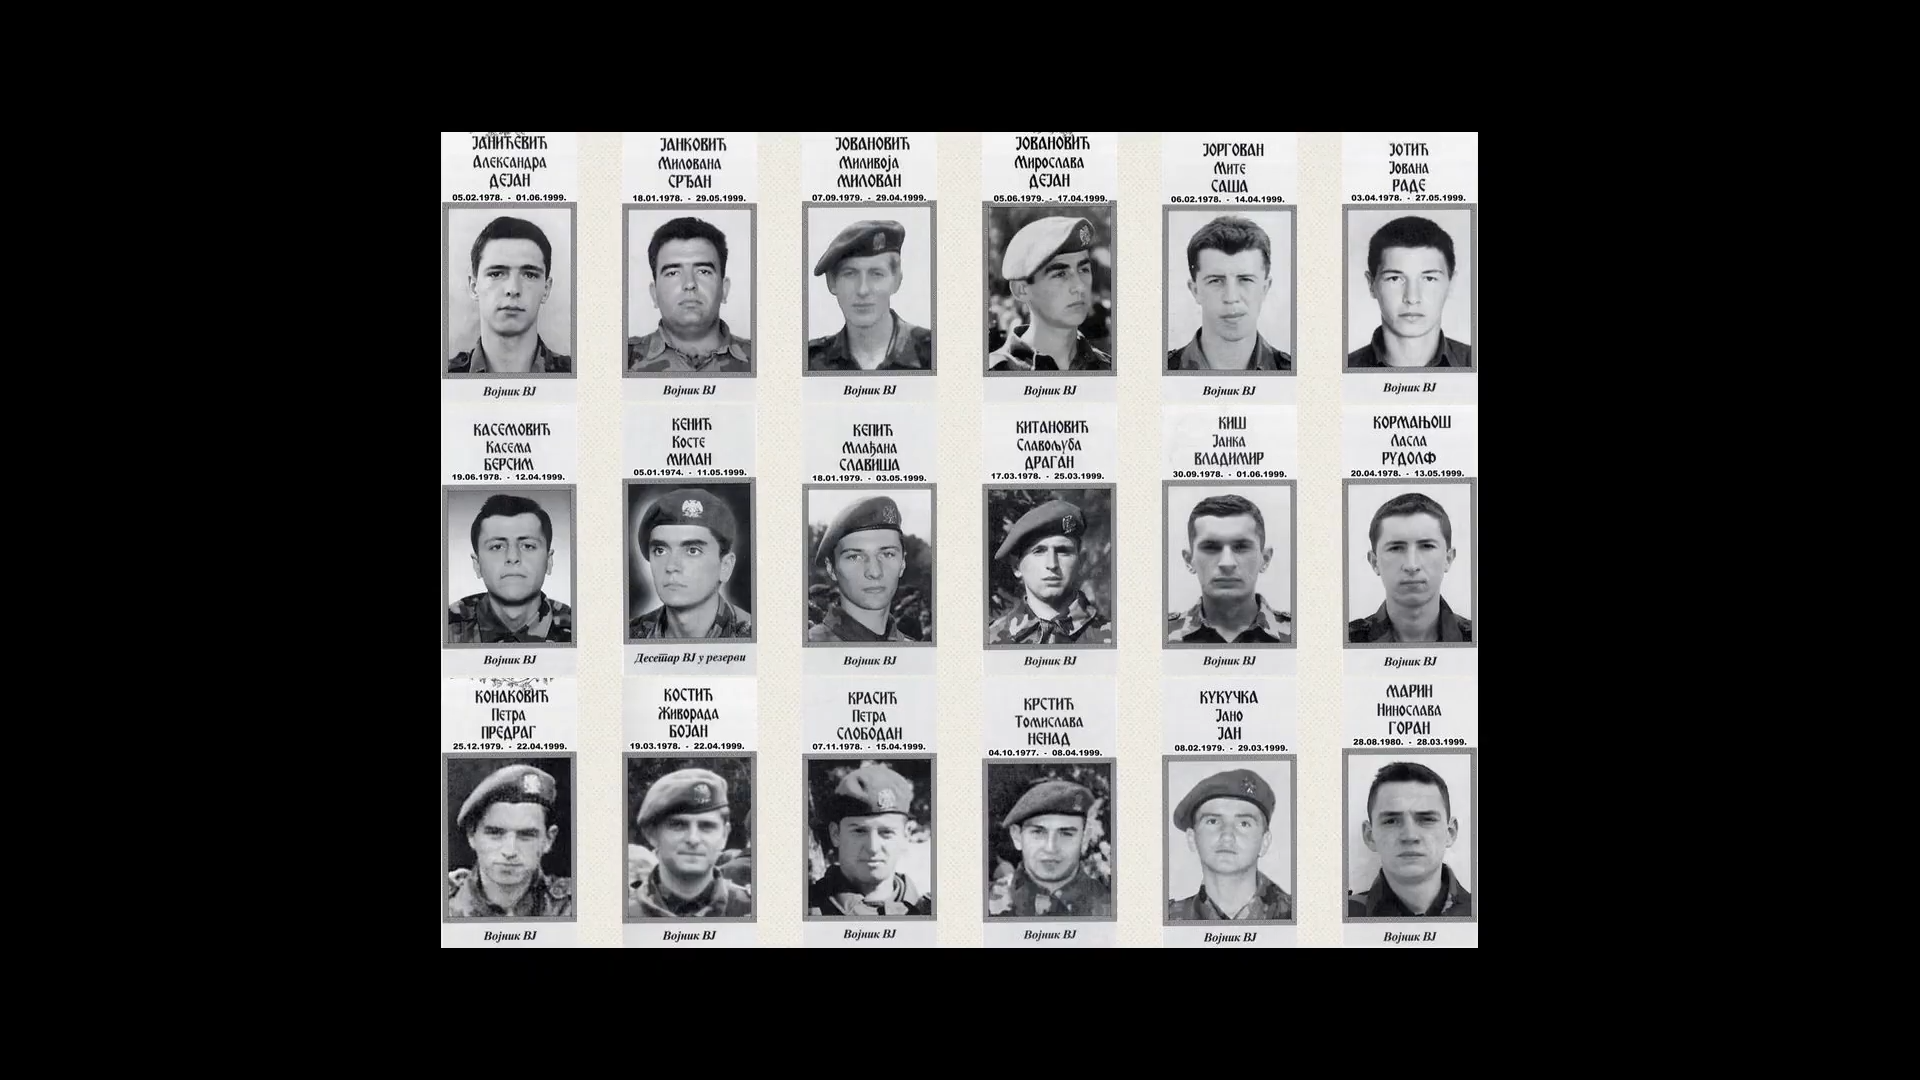 ЈАНИЋЕВИЋ
Александра
ДЕЈАН
05.02.1978. - 01.06.1999.
Војник ВЈ
ЈАНКОВИЋ
Милована
СРЂАН
18.01.1978. - 29.05.1999.
Војник ВЈ
ЈОВАНОВИЋ
Миливоја
МИЛОВАН
07.09.1979. - 29.04.1999.
Војник ВЈ
ЈОВАНОВИЋ
Мирослава
ДЕЈАН
05.06.1979. - 17.04.1999.
Војник ВЈ
ЈОРГОВАН
Мите
САША
06.02.1978. - 14.04.1999.
Војник ВЈ
ЈОТИЋ
Јована
РАДЕ
03.04.1978. - 27.05.1999.
Војник ВЈ
КАСЕМОВИЋ
Касема
БЕРСИМ
19.06.1978. - 12.04.1999.
Војник ВЈ
КЕНИЋ
Косте
МИЛАН
05.01.1974. - 11.05.1999.
Десетар ВЈ у резерви
КЕПИЋ
Млађана
СЛАВИША
18.01.1979. - 03.05.1999.
Војник ВЈ
КИТАНОВИЋ
Славољуба
ДРАГАН
17.03.1978. - 25.03.1999.
Војник ВЈ
КИШ
Јанка
ВЛАДИМИР
30.09.1978. - 01.06.1999.
Војник ВЈ
КОРМАЊОШ
Ласла
РУДОЛФ
20.04.1978. - 13.05.1999.
Војник ВЈ
КОНАКОВИЋ
Петра
ПРЕДРАГ
25.12.1979. - 22.04.1999.
Војник ВЈ
КОСТИЋ
Живорада
БОЈАН
19.03.1978. - 22.04.1999.
Војник ВЈ
КРАСИЋ
Петра
СЛОБОДАН
07.11.1978. - 15.04.1999.
Војник ВЈ
КРСТИЋ
Томислава
НЕНАД
04.10.1977. - 08.04.1999.
Војник ВЈ
КУКУЧКА
Јано
ЈАН
08.02.1979. - 29.03.1999.
Војник ВЈ
МАРИН
Нинослава
ГОРАН
28.08.1980. - 28.03.1999.
Војник ВЈ